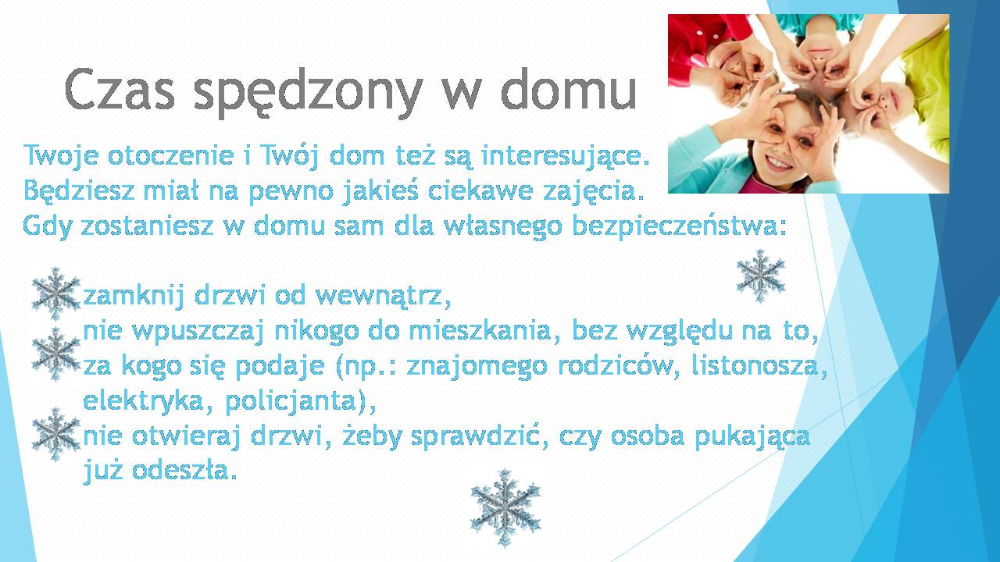 Czas spędzony w domu
Twoje otoczenie i Twój dom też są interesujące.
Będziesz miał na pewno jakieś ciekawe zajęcia.
Gdy zostaniesz w domu sam dla własnego bezpieczeństwa:
zamknij drzwi od wewnątrz,
nie wpuszczaj nikogo do mieszkania, bez względu na to,
za kogo się podaje (np.: znajomego rodziców, listonosza,
elektryka, policjanta),
nie otwieraj drzwi, żeby sprawdzić, czy osoba pukająca
już odeszła.